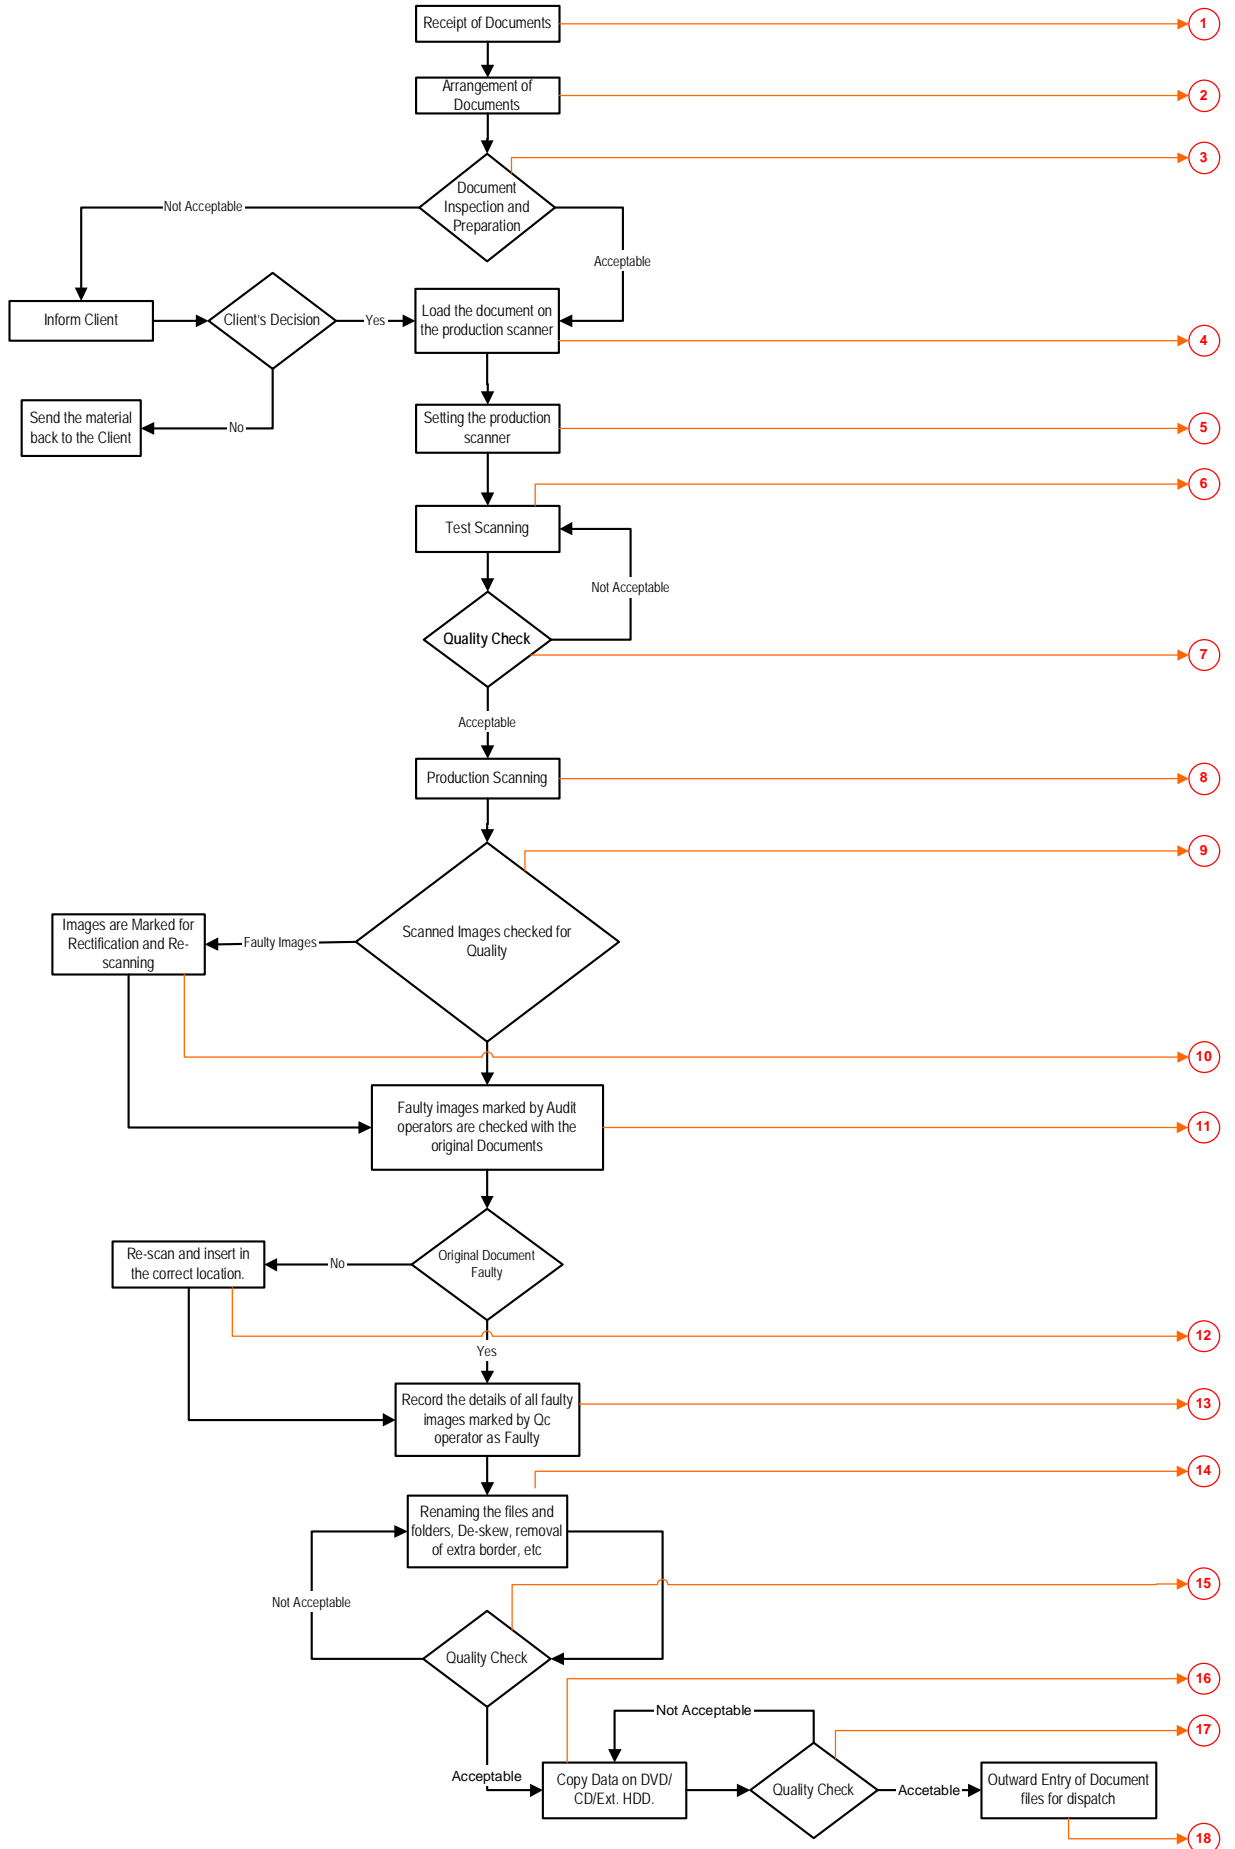 Receipt of Documents
1
Arrangement of
Documents
2
3
Document
Inspection and
Preparation
Not Acceptable
Acceptable
Inform Client
Client's Decision
Yes
Load the document on
the production scanner
4
Send the material
back to the Client
No
Setting the production
scanner
5
6
Test Scanning
Not Acceptable
Quality Check
7
Acceptable
Production Scanning
8
9
Scanned Images checked for
Quality
Faulty Images
Images are Marked for
Rectification and Re-
scanning
10
Faulty images marked by Audit
operators are checked with the
original Documents
11
Original Document
Faulty
No
Re-scan and insert in
the correct location.
12
Yes
Record the details of all faulty
images marked by Qc
operator as Faulty
13
14
Renaming the files and
folders, De-skew, removal
of extra border, etc
15
Not Acceptable
Quality Check
16
Not Acceptable
17
Acceptable
Copy Data on DVD/
CD/Ext. HDD.
Quality Check
Accetable
Outward Entry of Document
files for dispatch
18